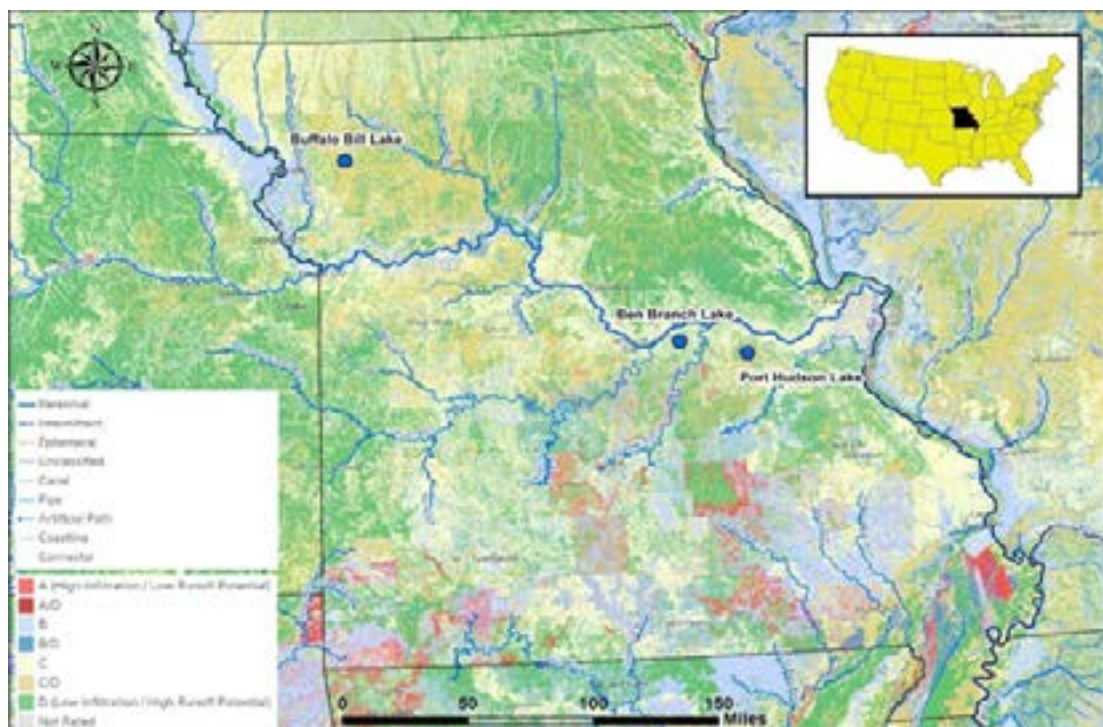 Buffalo Bill Lake
Ben Branch Lake
Port Hudson Lake
Perennial
Intermittent
Ephemeral
Unclassified
Canal
Pipe
Artificial Path
Coastline
Connector
A (High Infiltration / Low Runoff Potential)
A/D
B
B/D
C
C/D
D (Low Infiltration / High Runoff Potential)
Not Rated
0 50 100 150
Miles